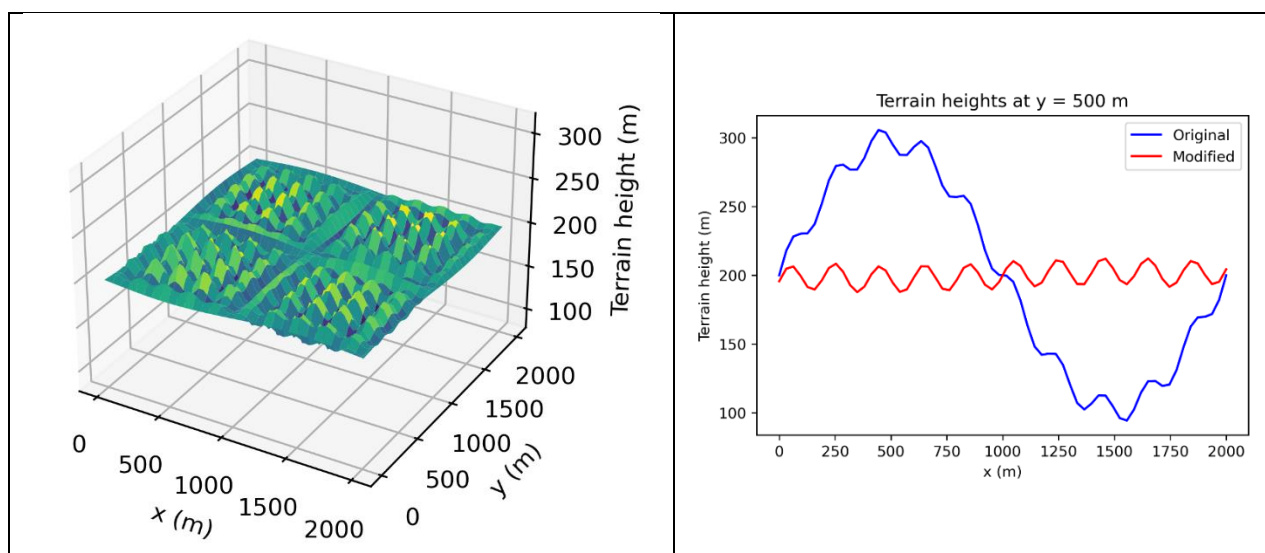 300
250
200
150
100
Terrain height (m)
0
500
1000
1500
2000
x (m)
0
500
1000
1500
2000
y (m)
Terrain heights at y = 500 m
Original
Modified
300
250
200
150
100
Terrain height (m)
0 250 500 750 1000 1250 1500 1750 2000
x (m)